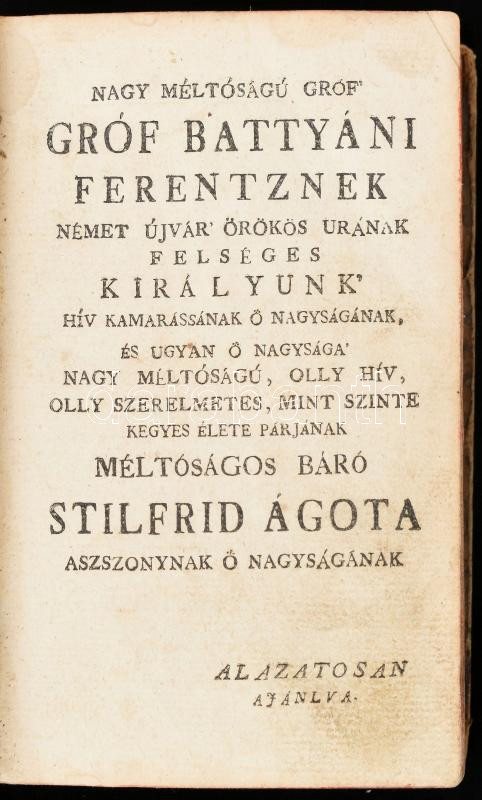 NAGY MÉLTÓSÁGÚ GRÓF'
GRÓF BATTYÁNI
FERENTZNEK
NÉMET ÚJVÁR' ÖRÖKÖS URÁNAK
FELSÉGES
KIRÁLYUNK'
HÍV KAMARÁSSÁNAK Ő NAGYSÁGÁNAK,
ÉS UGYAN Ő NAGYSÁGA'
NAGY MÉLTÓSÁGÚ, OLLY HÍV,
OLLY SZERELMETES, MINT SZINTE
KEGYES ÉLETE PÁRJÁNAK
MÉLTÓSÁGOS BÁRÓ
STILFRID ÁGOTA
ASZSZONYNAK Ő NAGYSÁGÁNAK
ALAZATOSAN
AJÁNLVA.